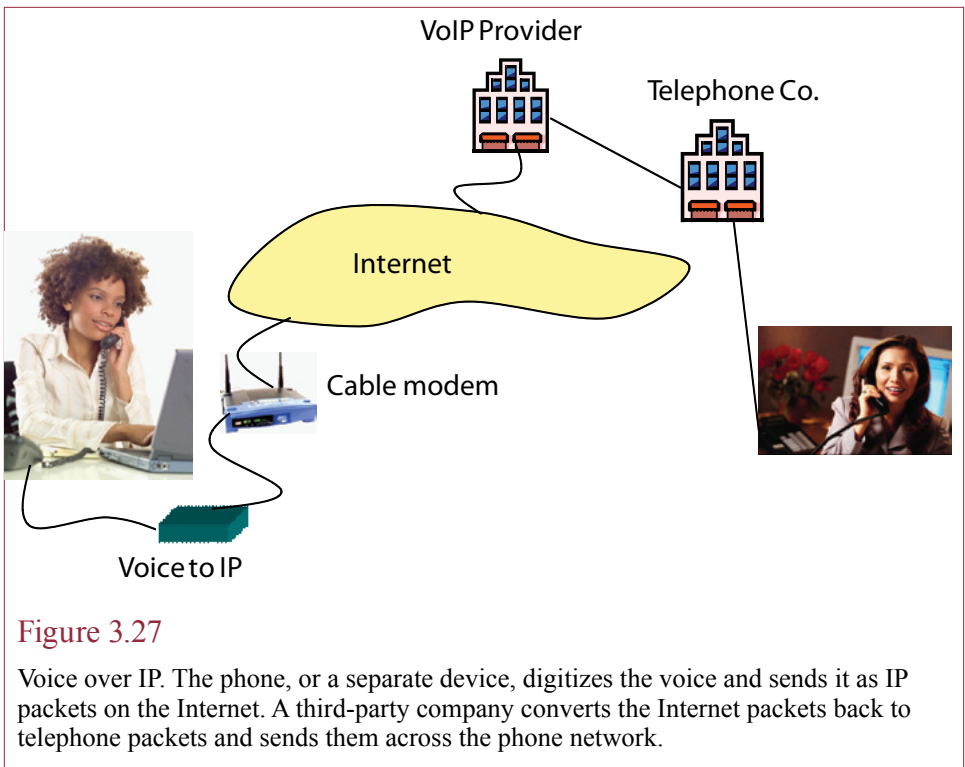 VoIP Provider
Telephone Co.
Internet
Cable modem
Voice to IP
Figure 3.27
Voice over IP. The phone, or a separate device, digitizes the voice and sends it as IP
packets on the Internet. A third-party company converts the Internet packets back to
telephone packets and sends them across the phone network.